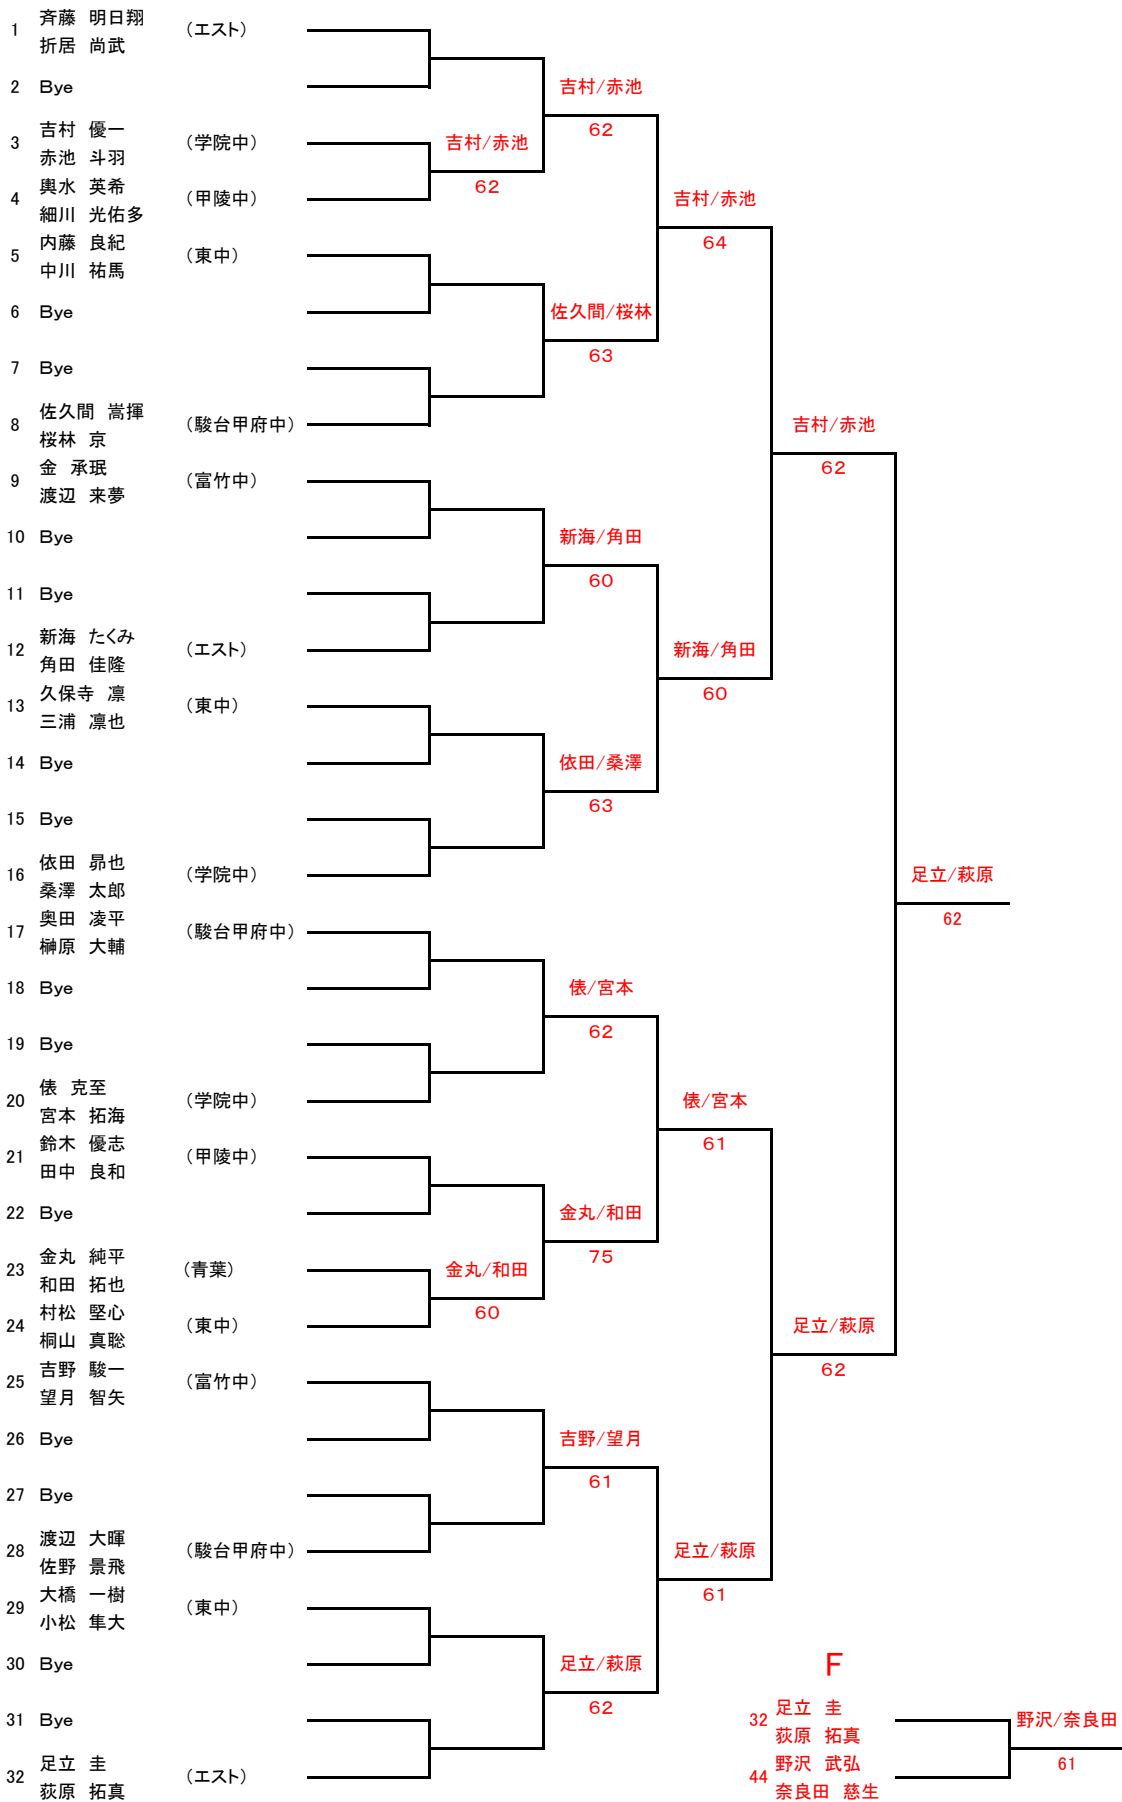 1 斉藤 明日翔 (エスト)
折居 尚武
2 Bye
3 吉村 優一 (学院中)
赤池 斗羽
4 輿水 英希 (甲陵中)
細川 光佑多
5 内藤 良紀 (東中)
中川 祐馬
6 Bye
7 Bye
8 佐久間 嵩揮 (駿台甲府中)
桜林 京
9 金 承珉 (富竹中)
渡辺 来夢
10 Bye
11 Bye
12 新海 たくみ (エスト)
角田 佳隆
13 久保寺 凛 (東中)
三浦 凛也
14 Bye
15 Bye
16 依田 昴也 (学院中)
桑澤 太郎
17 奥田 凌平 (駿台甲府中)
榊原 大輔
18 Bye
19 Bye
20 俵 克至 (学院中)
宮本 拓海
21 鈴木 優志 (甲陵中)
田中 良和
22 Bye
23 金丸 純平 (青葉)
和田 拓也
24 村松 堅心 (東中)
桐山 真聡
25 吉野 駿一 (富竹中)
望月 智矢
26 Bye
27 Bye
28 渡辺 大暉 (駿台甲府中)
佐野 景飛
29 大橋 一樹 (東中)
小松 隼大
30 Bye
31 Bye
32 足立 圭 (エスト)
荻原 拓真
吉村/赤池
62
金丸/和田
60
吉村/赤池
62
佐久間/桜林
63
新海/角田
60
依田/桑澤
63
俵/宮本
62
金丸/和田
75
吉野/望月
61
足立/萩原
62
吉村/赤池
64
新海/角田
60
俵/宮本
61
足立/萩原
61
吉村/赤池
62
足立/萩原
62
足立/萩原
62
F
32 足立 圭
荻原 拓真
44 野沢 武弘
奈良田 慈生
野沢/奈良田
61